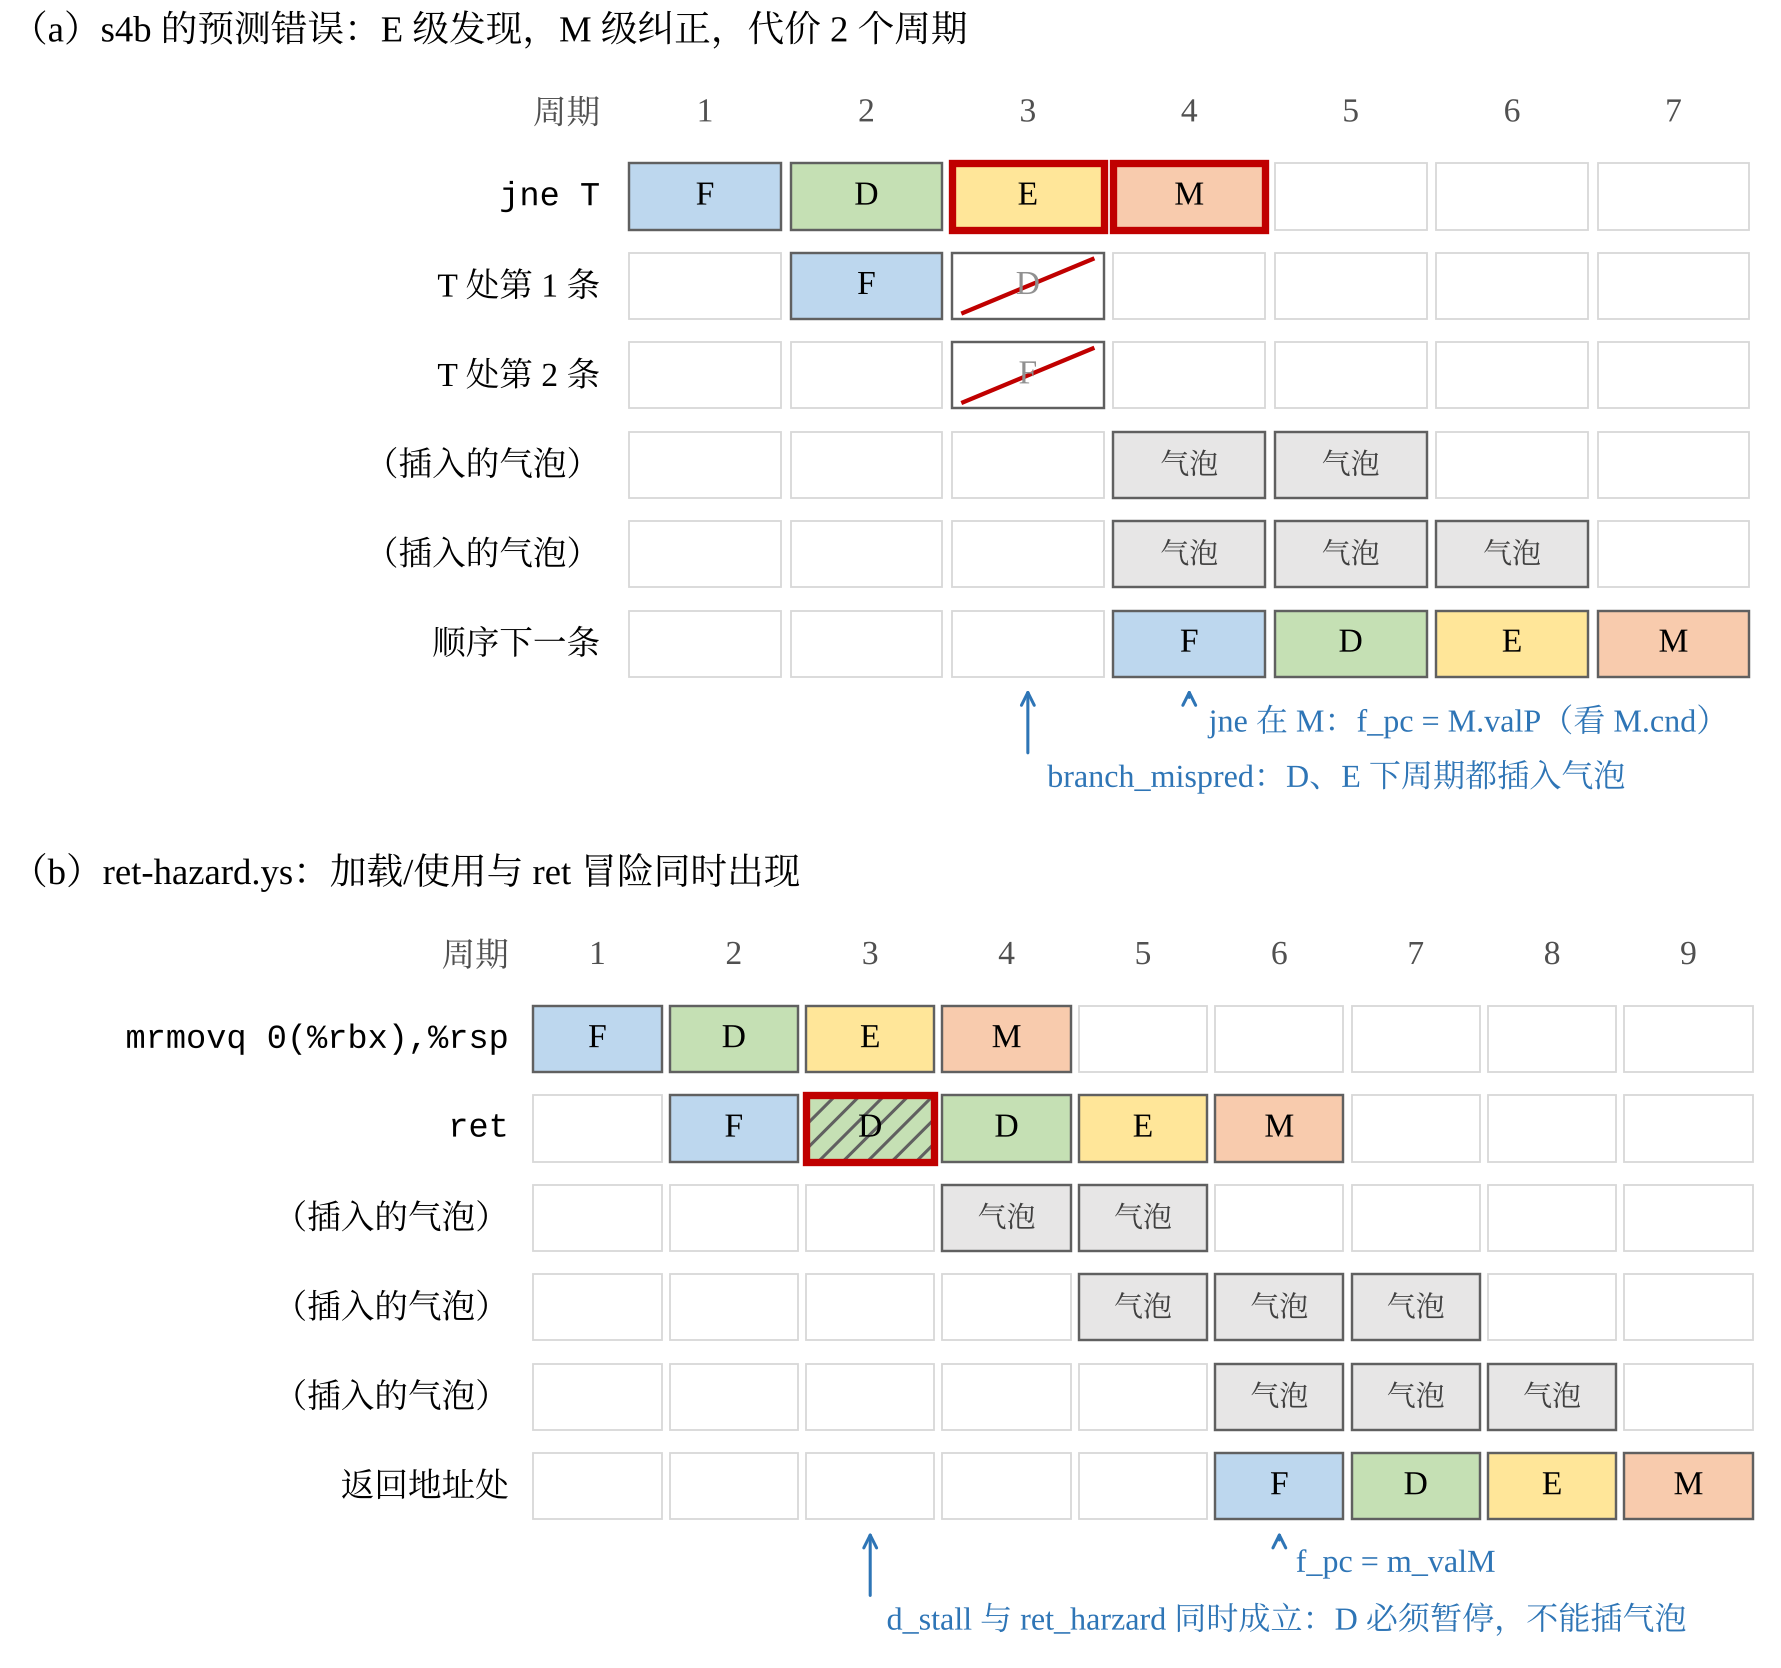 （a）s4b 的预测错误：E 级发现，M 级纠正，代价 2 个周期
周期 1 2 3 4 5 6 7
jne T F D E M
T 处第 1 条 F D
T 处第 2 条 F
（插入的气泡） 气泡 气泡
（插入的气泡） 气泡 气泡 气泡
顺序下一条 F D E M
jne 在 M：f_pc = M.valP（看 M.cnd）
branch_mispred：D、E 下周期都插入气泡
（b）ret-hazard.ys：加载/使用与 ret 冒险同时出现
周期 1 2 3 4 5 6 7 8 9
mrmovq 0(%rbx),%rsp F D E M
ret F D D E M
（插入的气泡） 气泡 气泡
（插入的气泡） 气泡 气泡 气泡
（插入的气泡） 气泡 气泡 气泡
返回地址处 F D E M
f_pc = m_valM
d_stall 与 ret_harzard 同时成立：D 必须暂停，不能插气泡